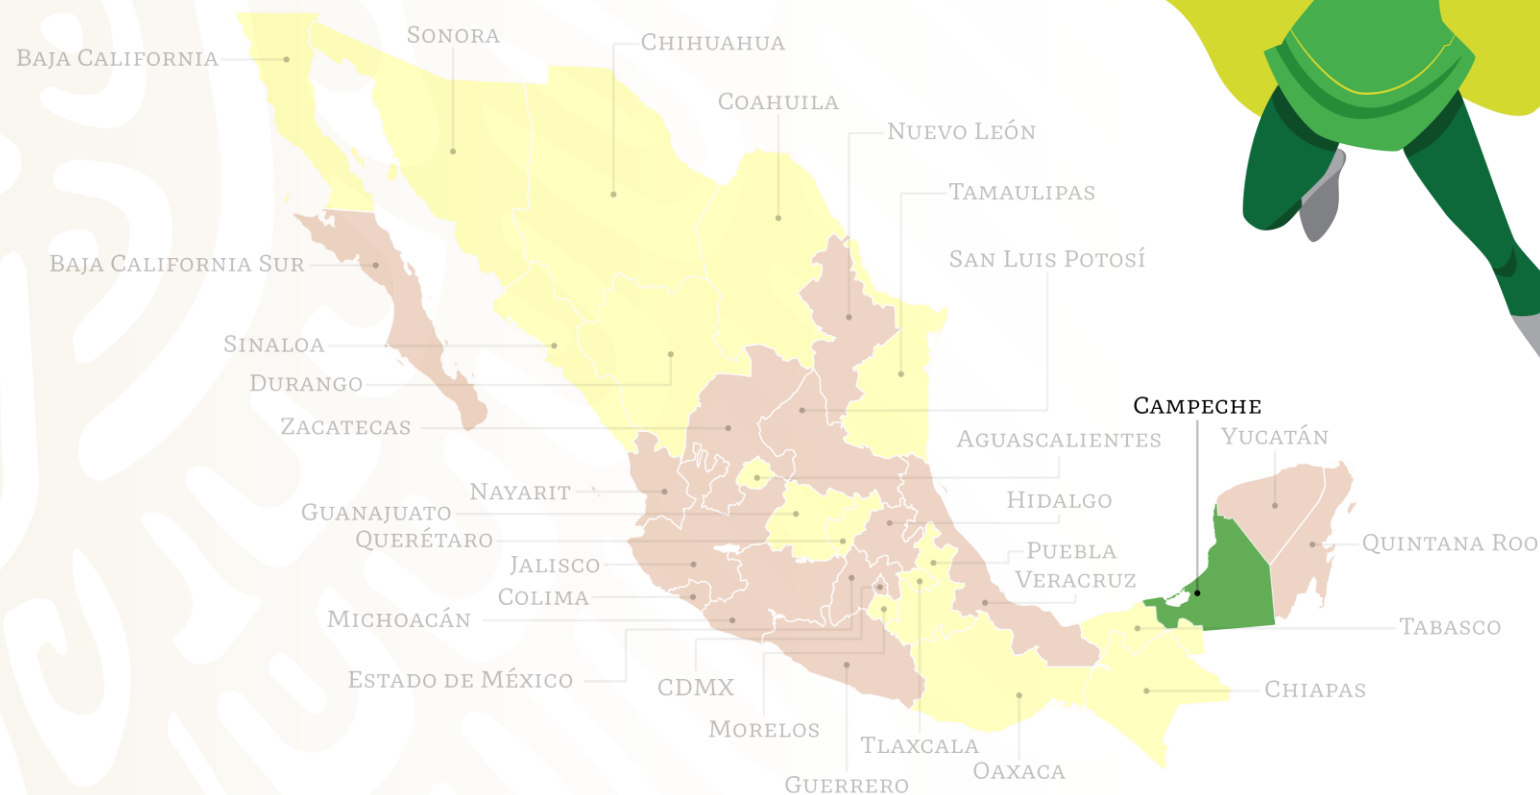 Sonora
Chihuahua
Baja California
Coahuila
Nuevo León
Tamaulipas
San Luis Potosí
Baja California Sur
Sinaloa
Durango
Campeche
Zacatecas
Yucatán
Aguascalientes
Nayarit
Hidalgo
Guanajuato
Querétaro
Quintana Roo
Puebla
Jalisco
Veracruz
Colima
Michoacán
Tabasco
Estado de México
CDMX
Chiapas
Morelos
Tlaxcala
Oaxaca
Guerrero